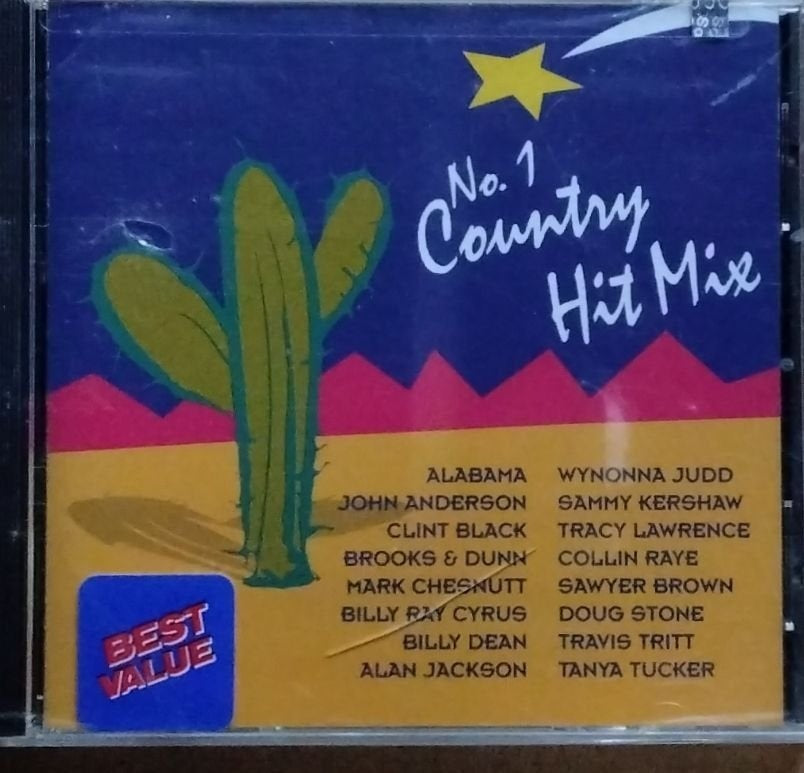 No. 1
Country
Hit Mix
ALABAMA
JOHN ANDERSON
CLINT BLACK
BROOKS & DUNN
MARK CHESNUTT
BILLY RAY CYRUS
BILLY DEAN
ALAN JACKSON
WYNONNA JUDD
SAMMY KERSHAW
TRACY LAWRENCE
COLLIN RAYE
SAWYER BROWN
DOUG STONE
TRAVIS TRITT
TANYA TUCKER
BEST
VALUE